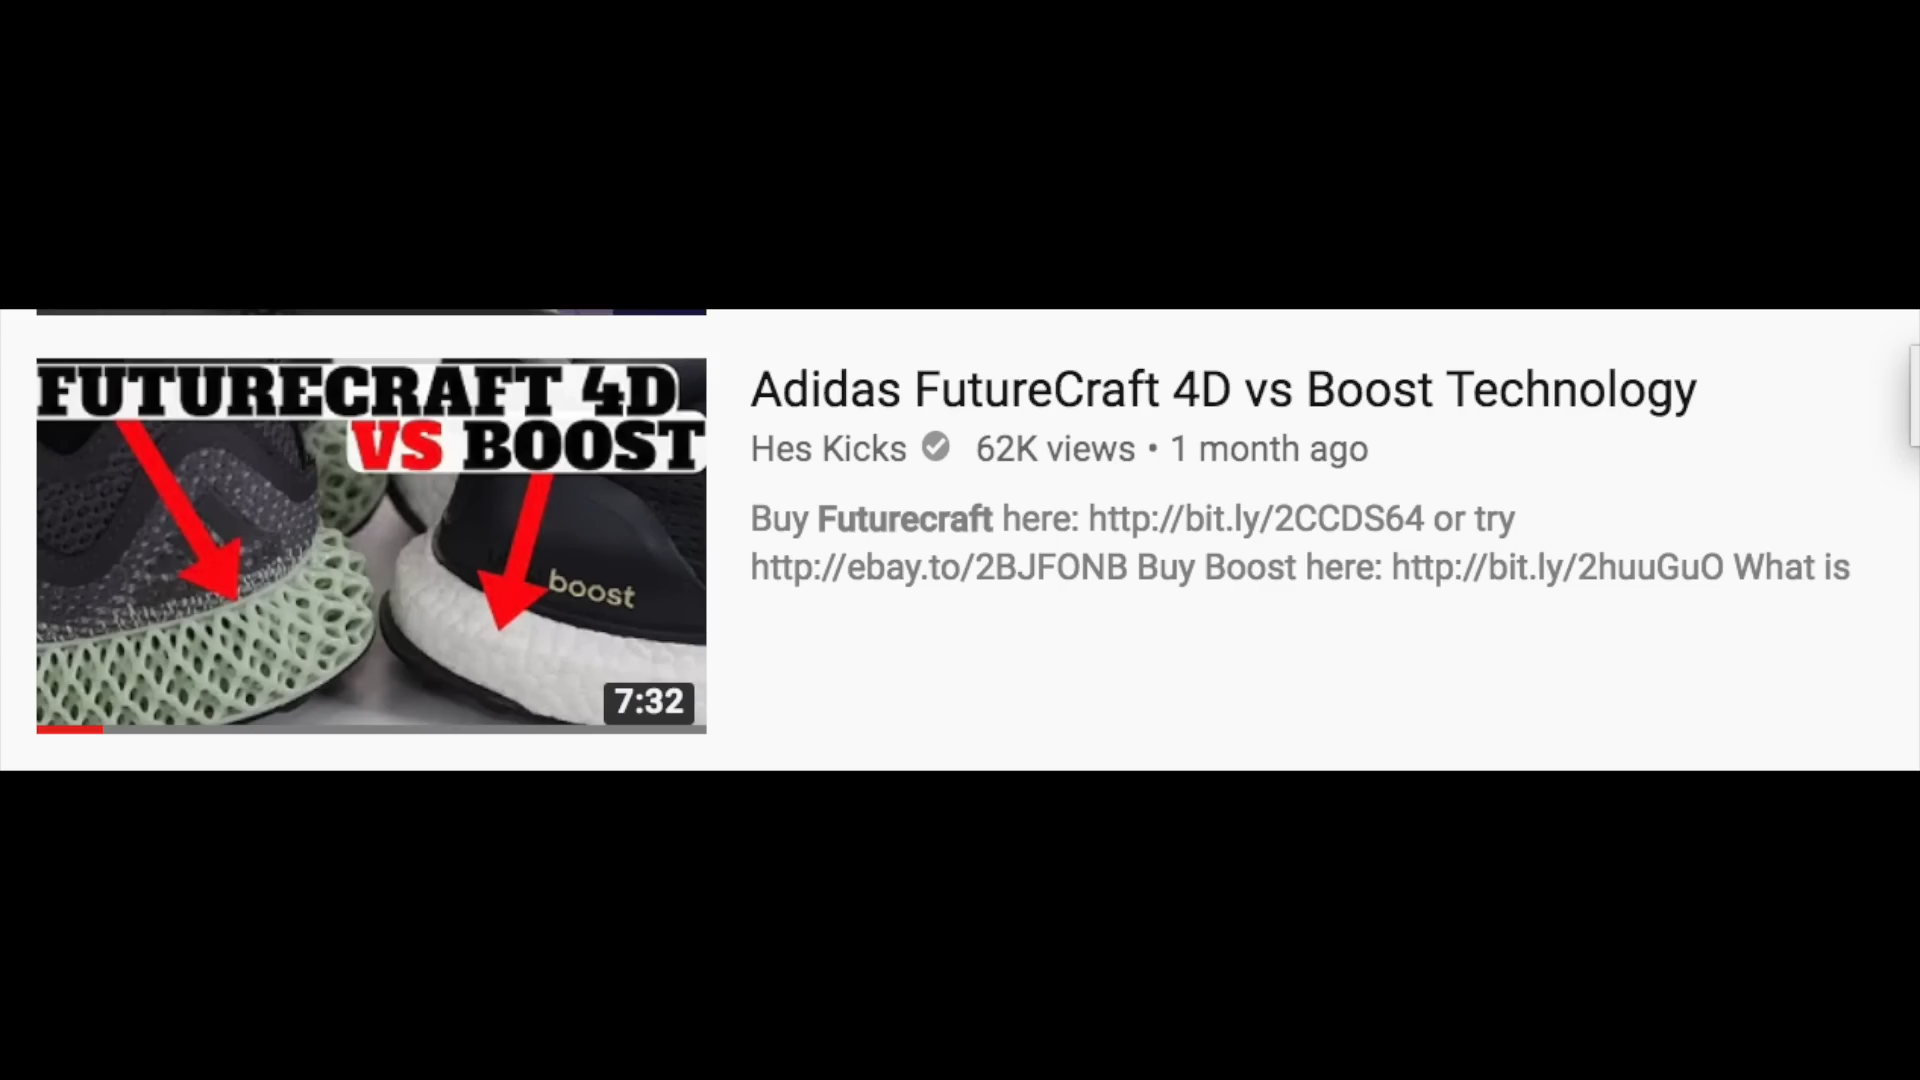 FUTURECRAFT 4D
VS BOOST
boost
7:32
Adidas FutureCraft 4D vs Boost Technology
Hes Kicks 62K views • 1 month ago
Buy Futurecraft here: http://bit.ly/2CCDS64 or try
http://ebay.to/2BJFONB Buy Boost here: http://bit.ly/2huuGuO What is